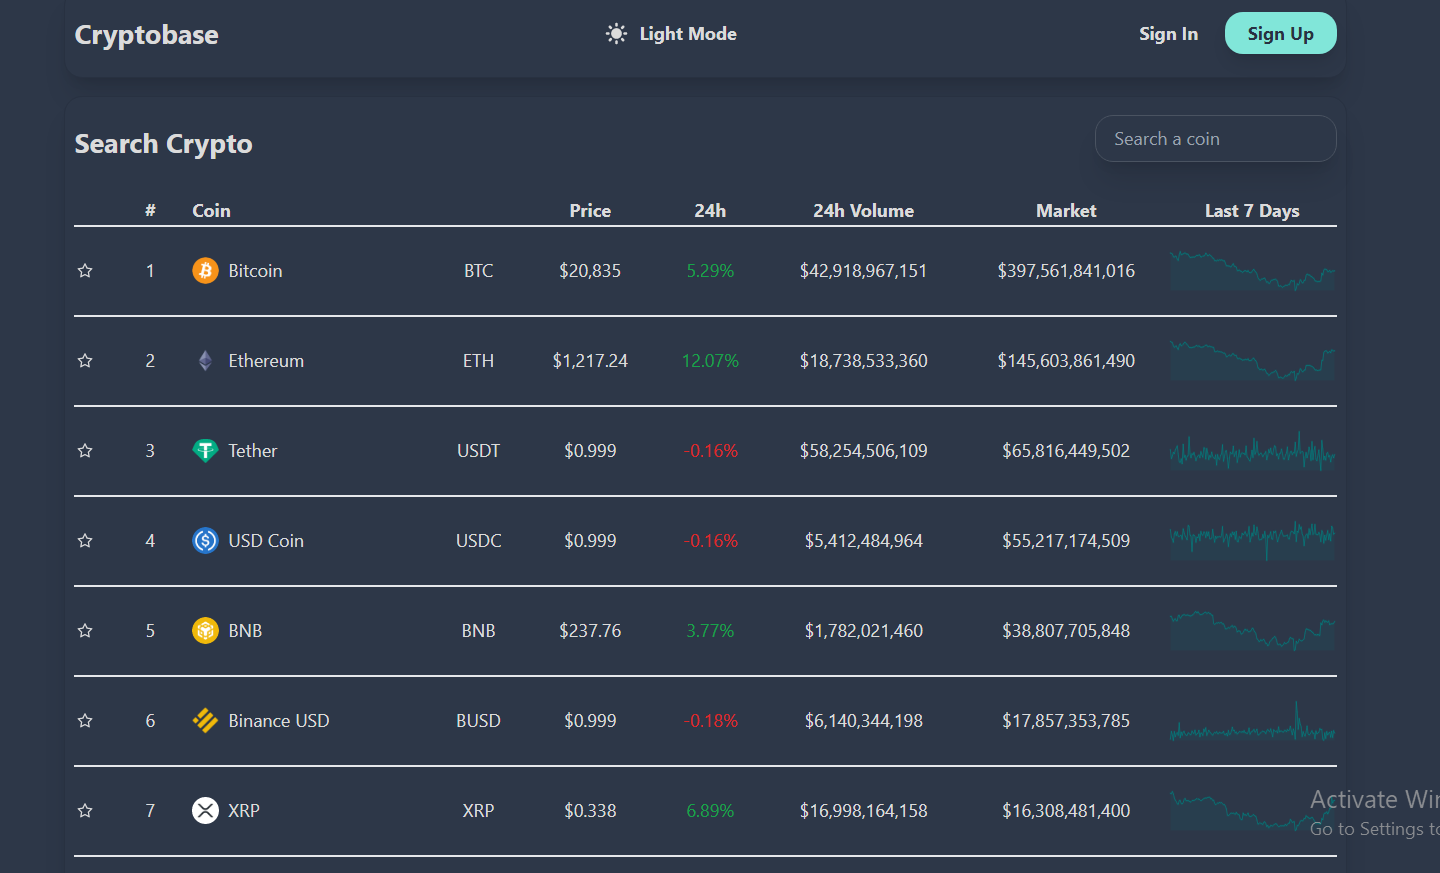 Cryptobase Light Mode Sign In Sign Up
Search Crypto Search a coin
# Coin Price 24h 24h Volume Market Last 7 Days
1 Bitcoin BTC $20,835 5.29% $42,918,967,151 $397,561,841,016
2 Ethereum ETH $1,217.24 12.07% $18,738,533,360 $145,603,861,490
3 Tether USDT $0.999 -0.16% $58,254,506,109 $65,816,449,502
4 USD Coin USDC $0.999 -0.16% $5,412,484,964 $55,217,174,509
5 BNB BNB $237.76 3.77% $1,782,021,460 $38,807,705,848
6 Binance USD BUSD $0.999 -0.18% $6,140,344,198 $17,857,353,785
7 XRP XRP $0.338 6.89% $16,998,164,158 $16,308,481,400
Activate Win
Go to Settings to